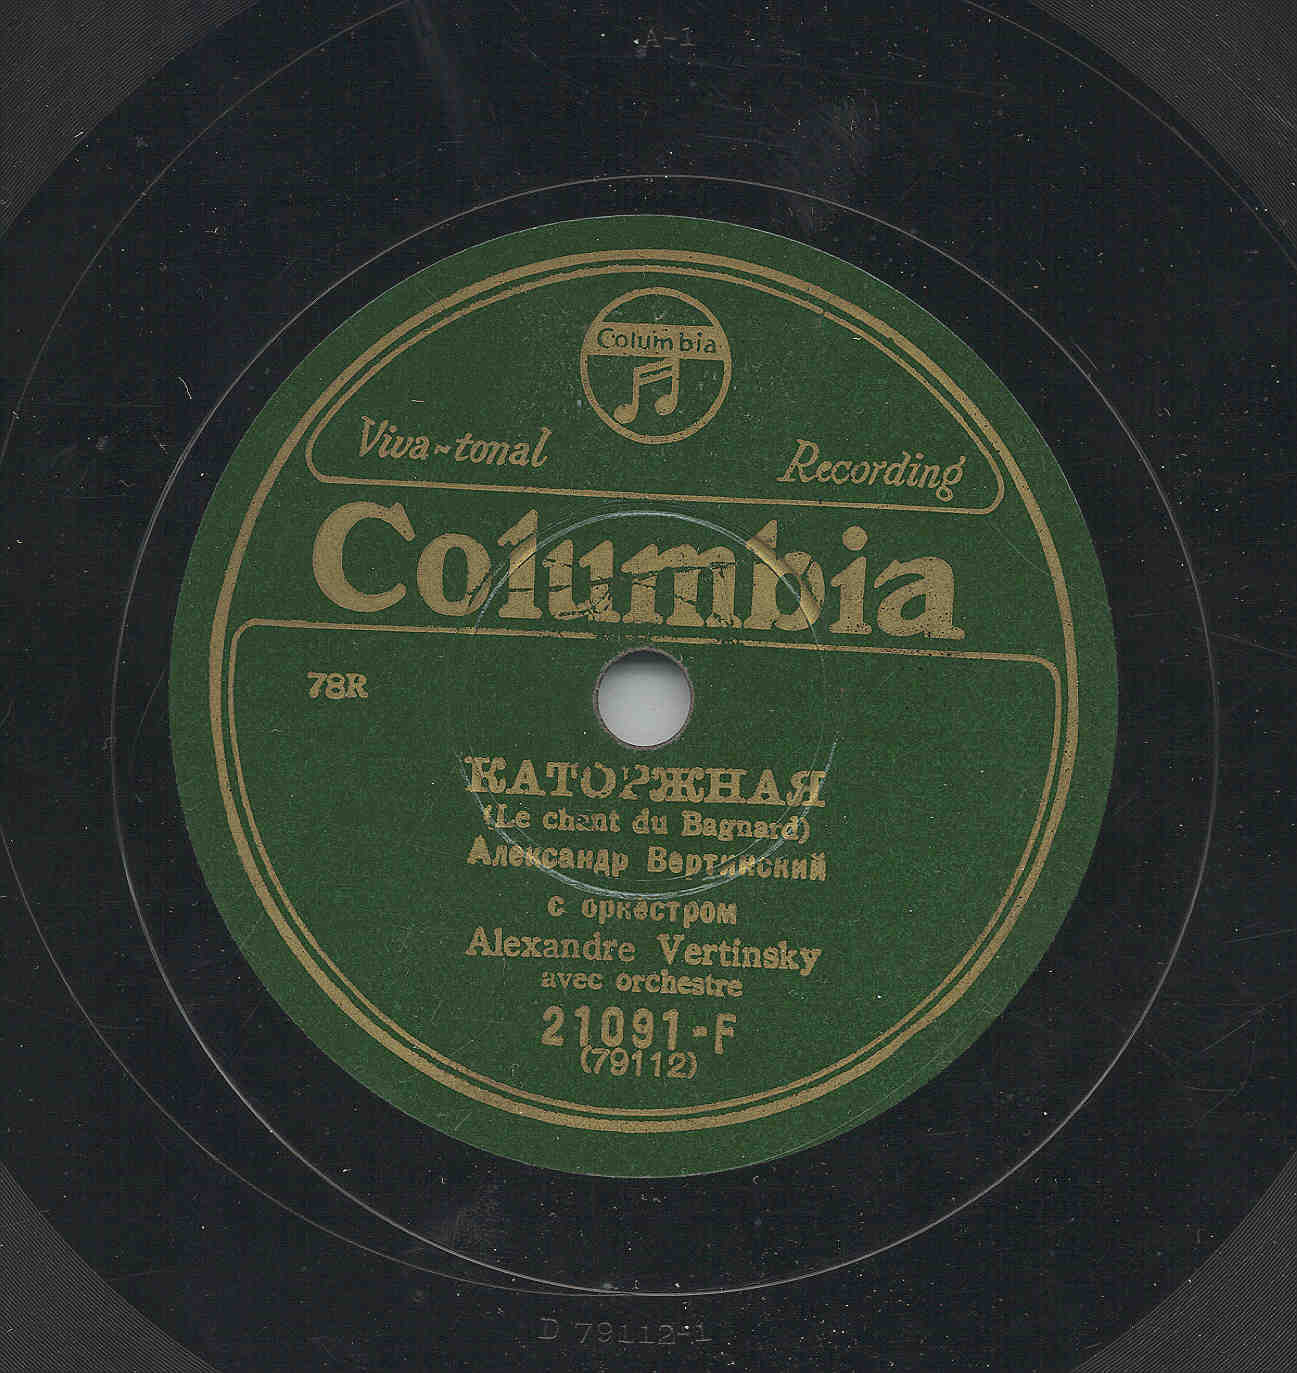 A-1
Columbia
Viva-tonal Recording
Columbia
78R
КАТОРЖНАЯ
(Le chant du Bagnard)
Александр Вертинский
с оркестром
Alexandre Vertinsky
avec orchestre
21091-F
(79112)
D 79112-1